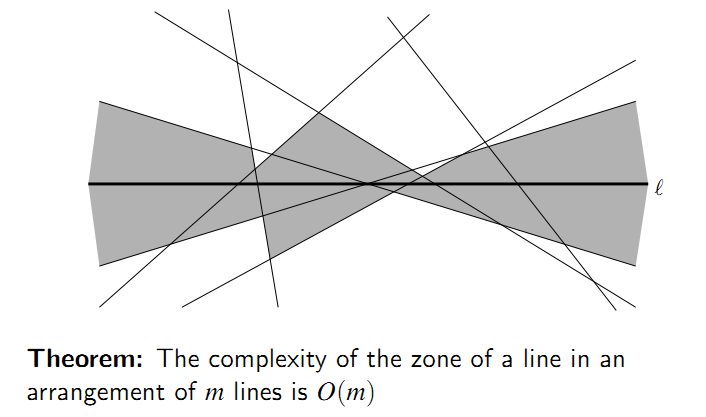 ℓ
Theorem: The complexity of the zone of a line in an
arrangement of m lines is O(m)